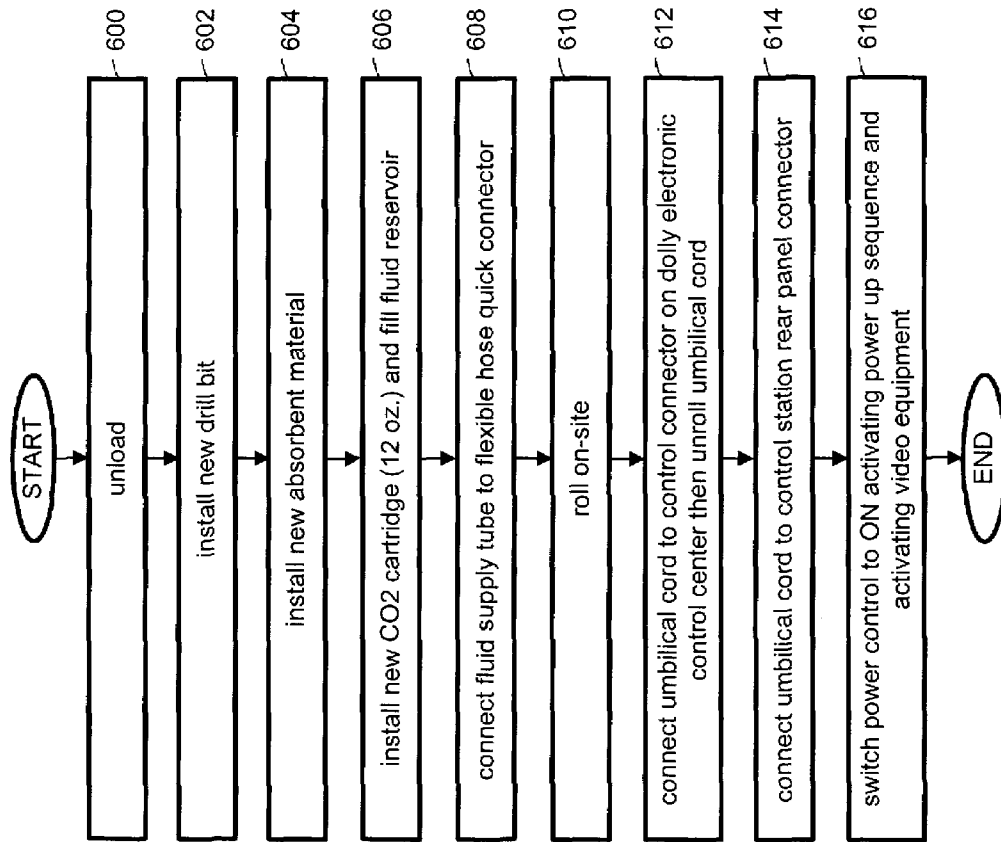 START
unload
600
install new drill bit
602
install new absorbent material
604
install new CO2 cartridge (12 oz.) and fill fluid reservoir
606
connect fluid supply tube to flexible hose quick connector
608
roll on-site
610
connect umbilical cord to control connector on dolly electronic
control center then unroll umbilical cord
612
connect umbilical cord to control station rear panel connector
614
switch power control to ON activating power up sequence and
activating video equipment
616
END